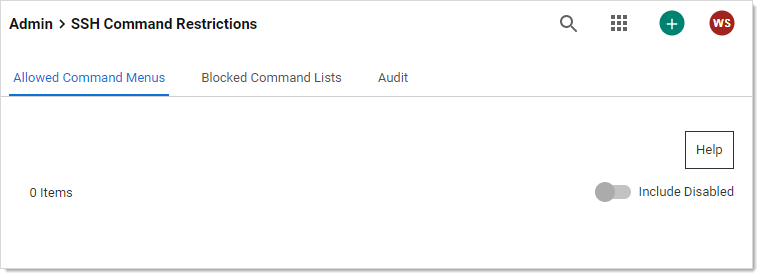 Admin > SSH Command Restrictions
WS
Allowed Command Menus Blocked Command Lists Audit
Help
0 Items Include Disabled